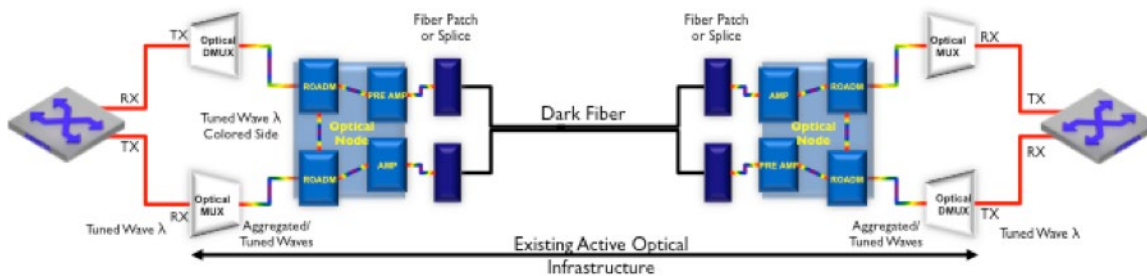 Fiber Patch
or Splice
Fiber Patch
or Splice
TX
Optical
DMUX
Optical
MUX
RX
RX
ROADM
PRE AMP
AMP
ROADM
TX
Tuned Wave λ
Colored Side
Optical
Node
Dark Fiber
Optical
Node
TX
ROADM
AMP
PRE AMP
ROADM
RX
RX
Optical
MUX
Optical
DMUX
TX
Tuned Wave λ
Aggregated/
Tuned Waves
Aggregated/
Tuned Waves
Tuned Wave λ
Existing Active Optical
Infrastructure